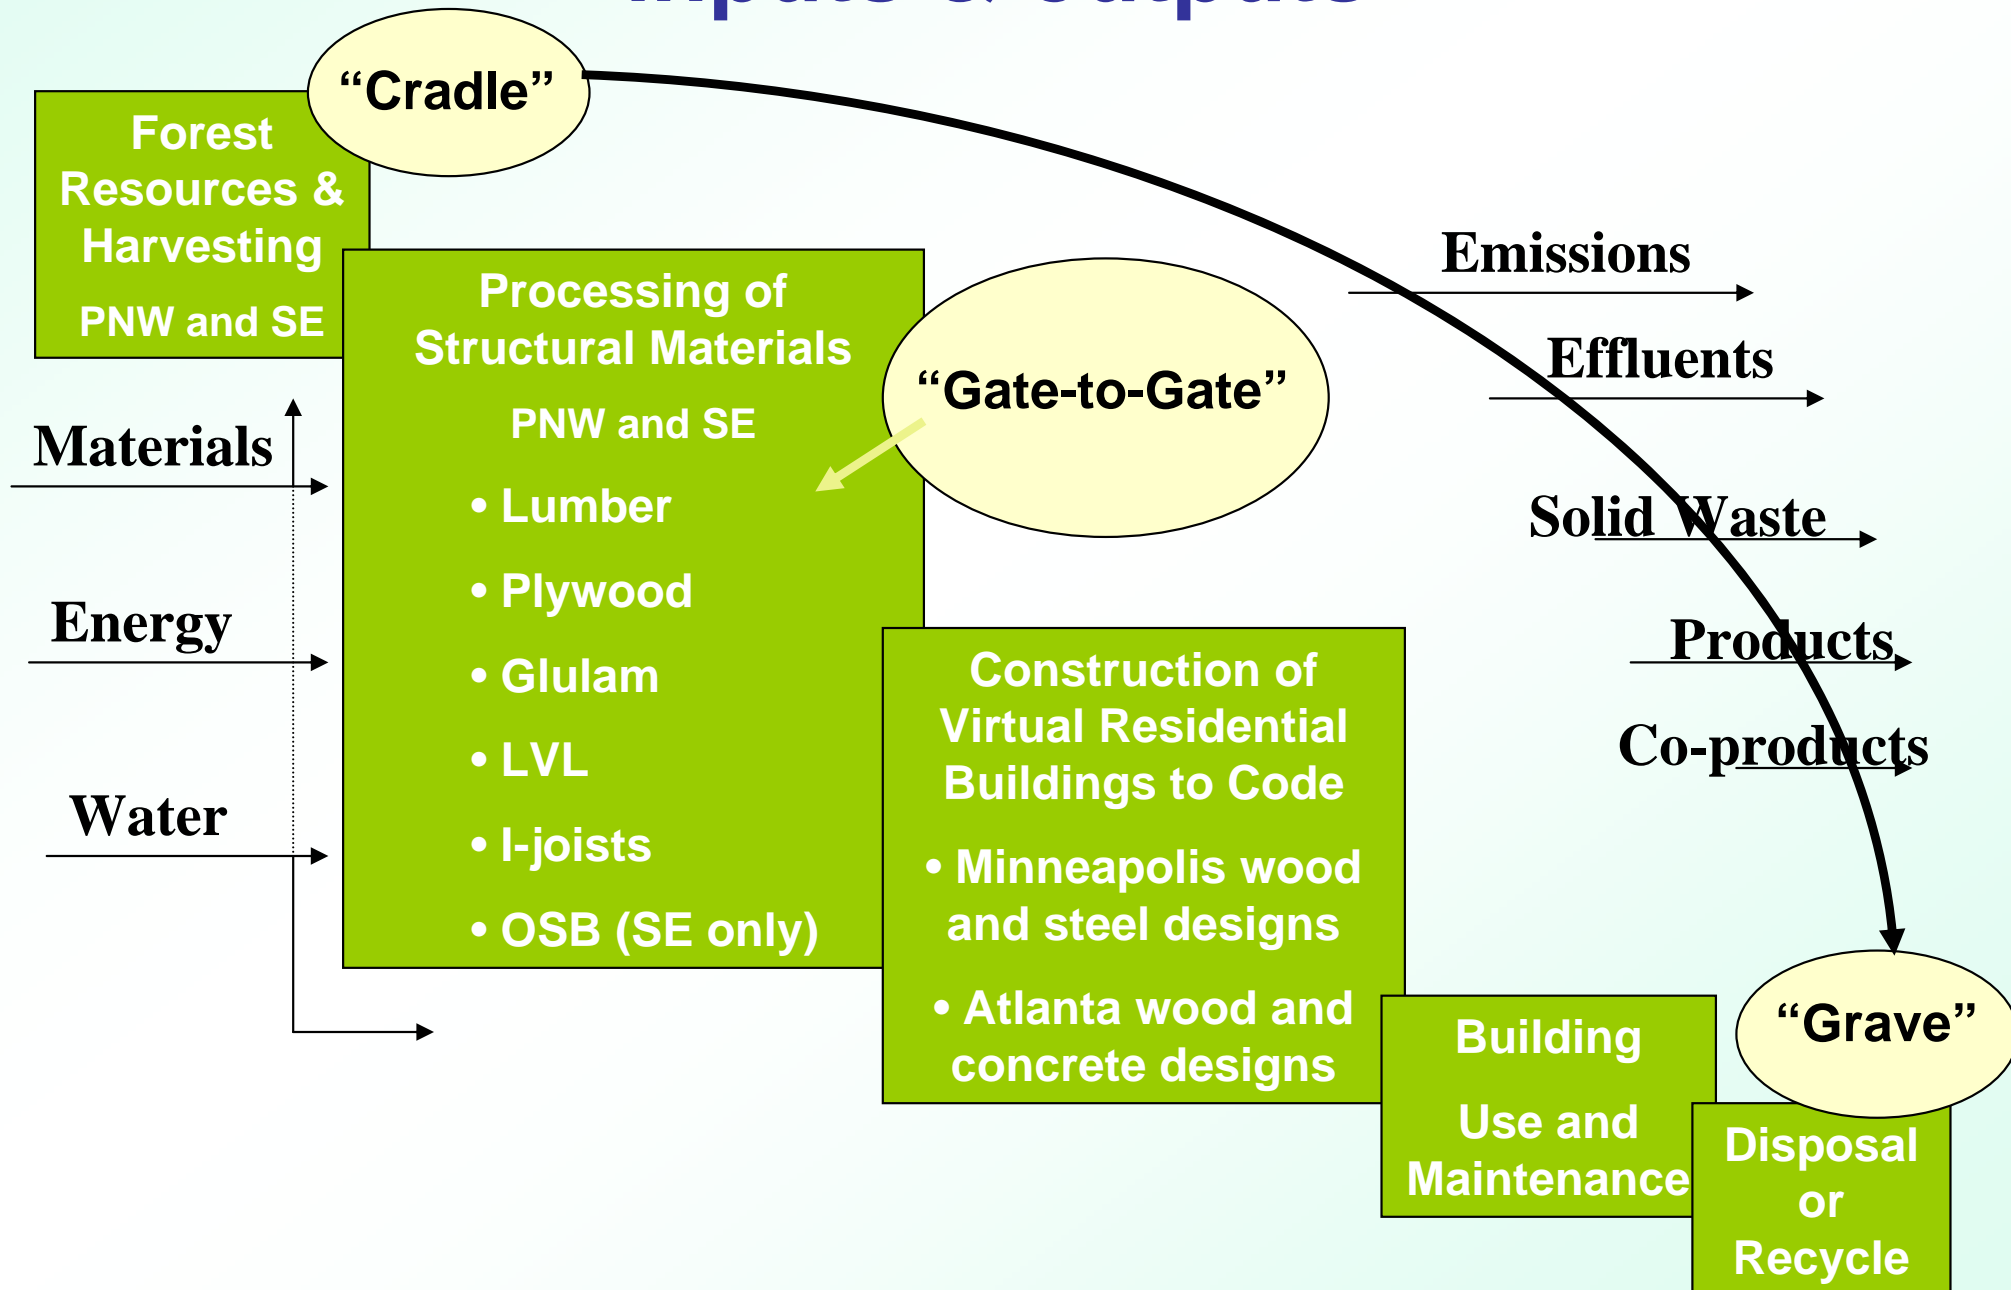 Inputs & outputs
“Cradle”
Forest
Resources &
Harvesting
PNW and SE
Processing of
Structural Materials
PNW and SE
• Lumber
• Plywood
• Glulam
• LVL
• I-joists
• OSB (SE only)
“Gate-to-Gate”
Materials
Energy
Water
Emissions
Effluents
Solid Waste
Products
Co-products
Construction of
Virtual Residential
Buildings to Code
• Minneapolis wood
and steel designs
• Atlanta wood and
concrete designs
Building
Use and
Maintenance
“Grave”
Disposal
or
Recycle